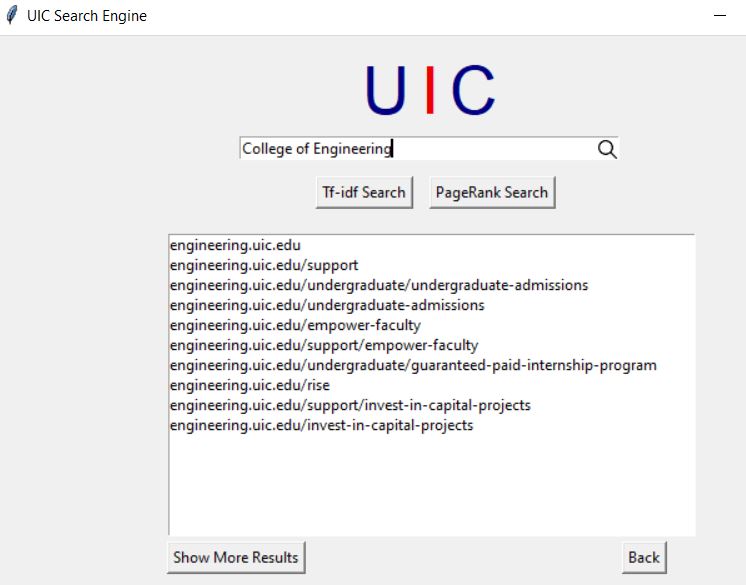 UIC Search Engine
U I C
College of Engineering
Tf-idf Search PageRank Search
engineering.uic.edu
engineering.uic.edu/support
engineering.uic.edu/undergraduate/undergraduate-admissions
engineering.uic.edu/undergraduate-admissions
engineering.uic.edu/empower-faculty
engineering.uic.edu/support/empower-faculty
engineering.uic.edu/undergraduate/guaranteed-paid-internship-program
engineering.uic.edu/rise
engineering.uic.edu/support/invest-in-capital-projects
engineering.uic.edu/invest-in-capital-projects
Show More Results Back